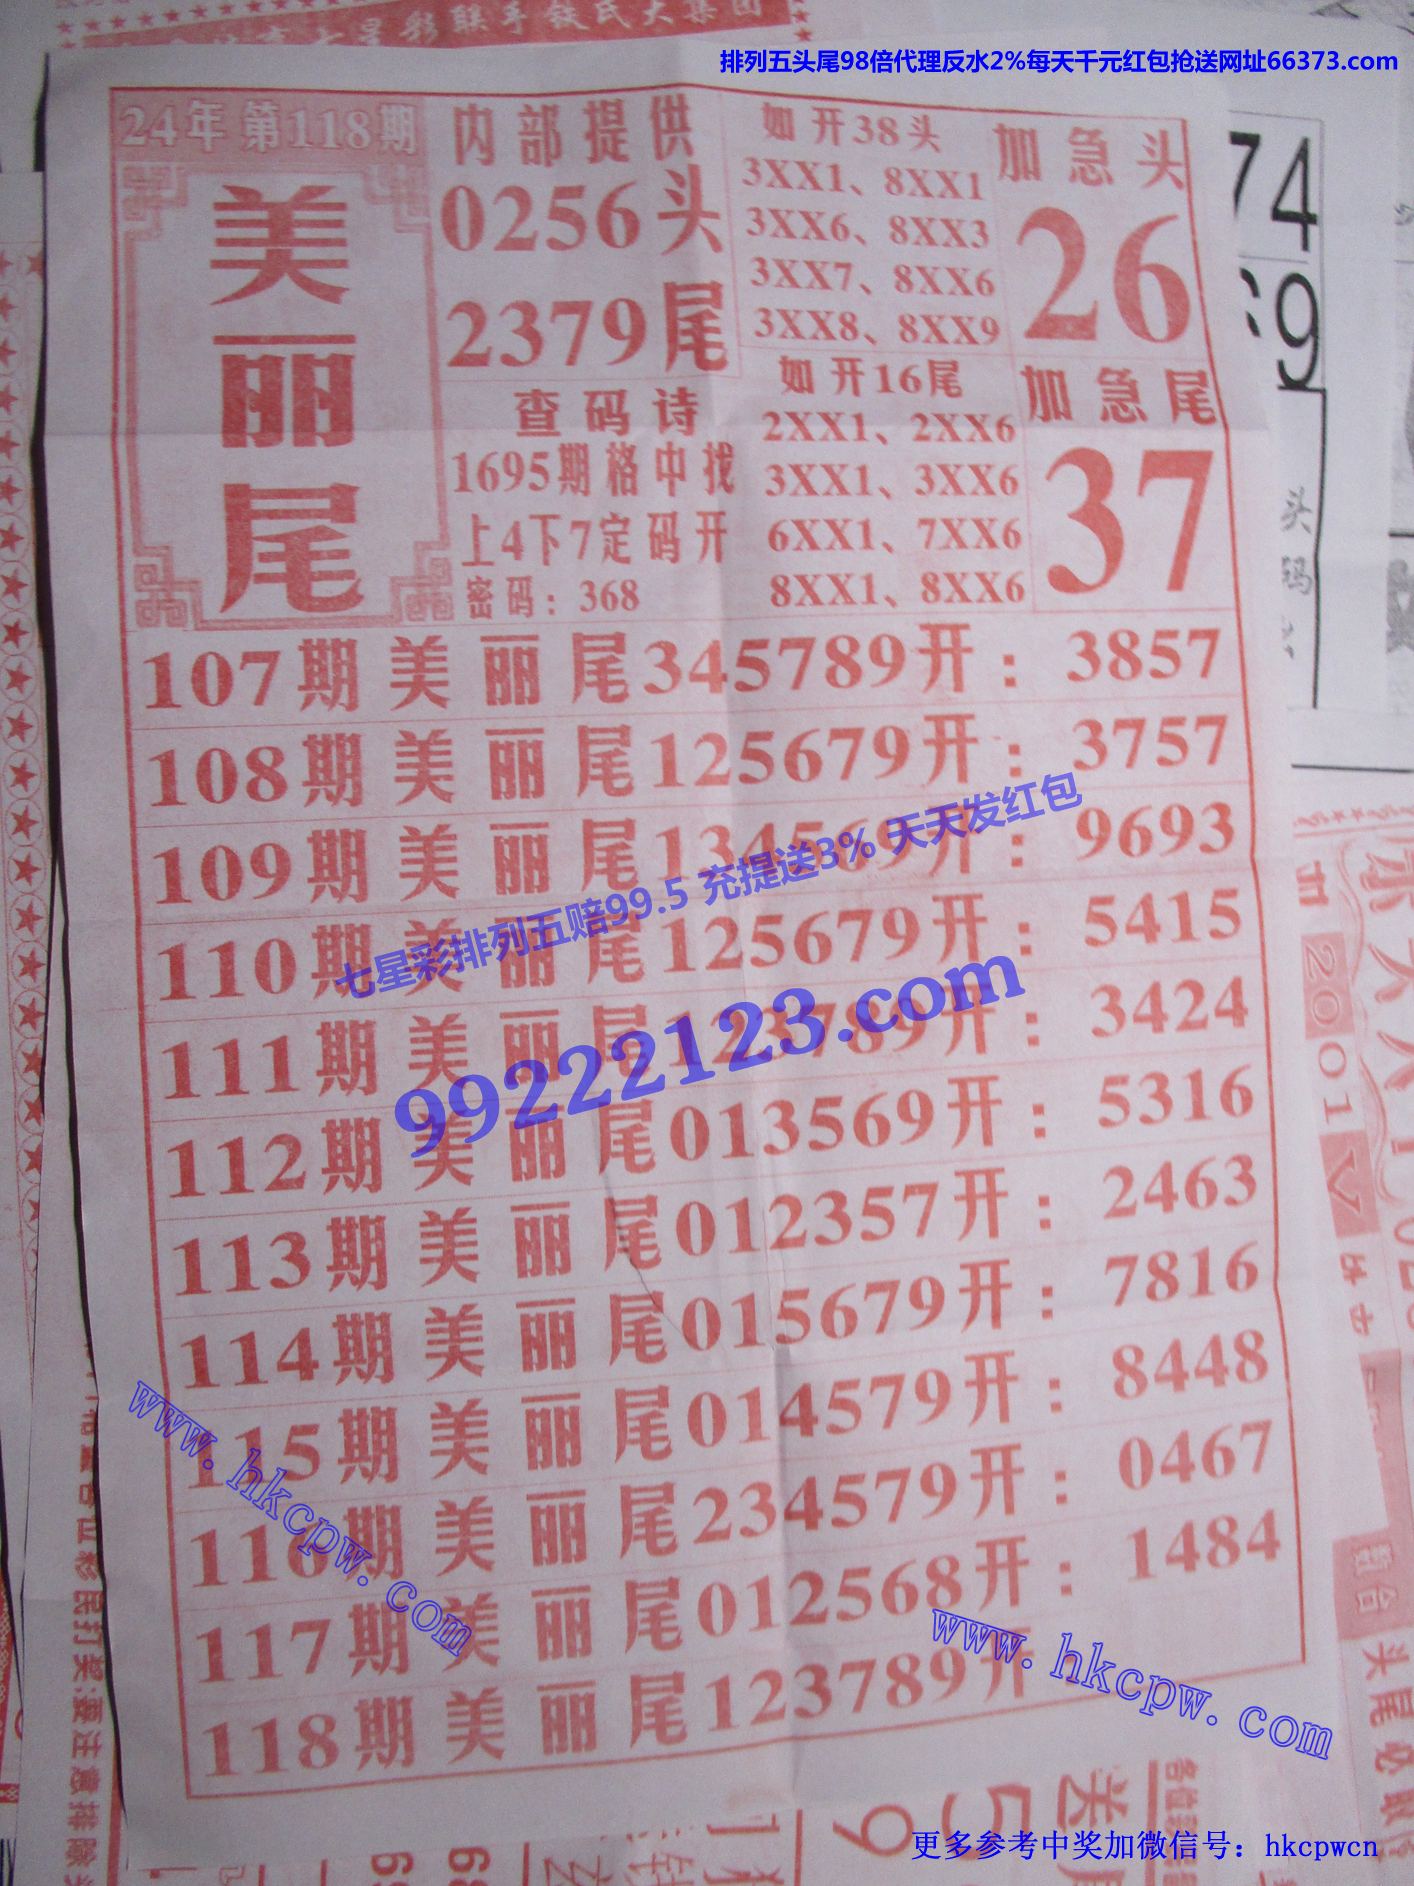 排列五头尾98倍代理反水2%每天千元红包抢送网址66373.com
24年 第118期
美丽尾
内部提供
0256头
2379尾
查码诗
1695期格中找
上4下7定码开
密码：368
如开38头
3XX1、8XX1
3XX6、8XX3
3XX7、8XX6
3XX8、8XX9
如开16尾
2XX1、2XX6
3XX1、3XX6
6XX1、7XX6
8XX1、8XX6
加急头
26
加急尾
37
107期美丽尾345789开：3857
108期美丽尾125679开：3757
109期美丽尾134569开：9693
110期美丽尾125679开：5415
111期美丽尾123789开：3424
112期美丽尾013569开：5316
113期美丽尾012357开：2463
114期美丽尾015679开：7816
115期美丽尾014579开：8448
116期美丽尾234579开：0467
117期美丽尾012568开：1484
118期美丽尾123789开
七星彩排列五赔99.5 充提送3% 天天发红包
99222123.com
www.hkcpw.com
www.hkcpw.com
更多参考中奖加微信号：hkcpwcn
74
头
码